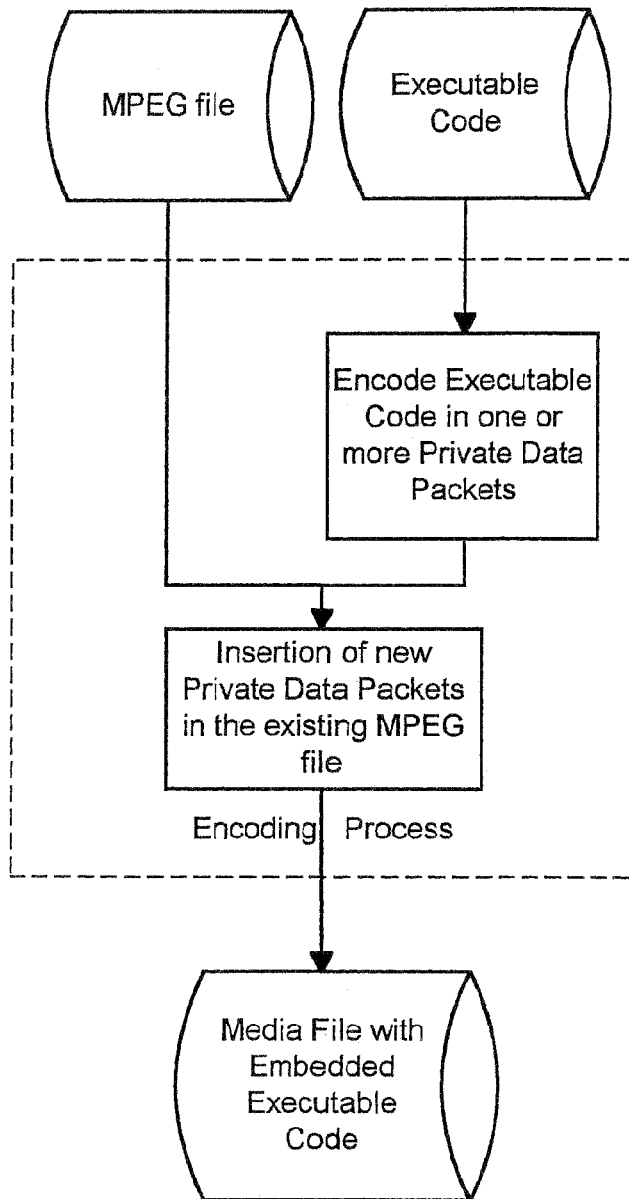 MPEG file
Executable
Code
Encode Executable
Code in one or
more Private Data
Packets
Insertion of new
Private Data Packets
in the existing MPEG
file
Encoding Process
Media File with
Embedded
Executable
Code